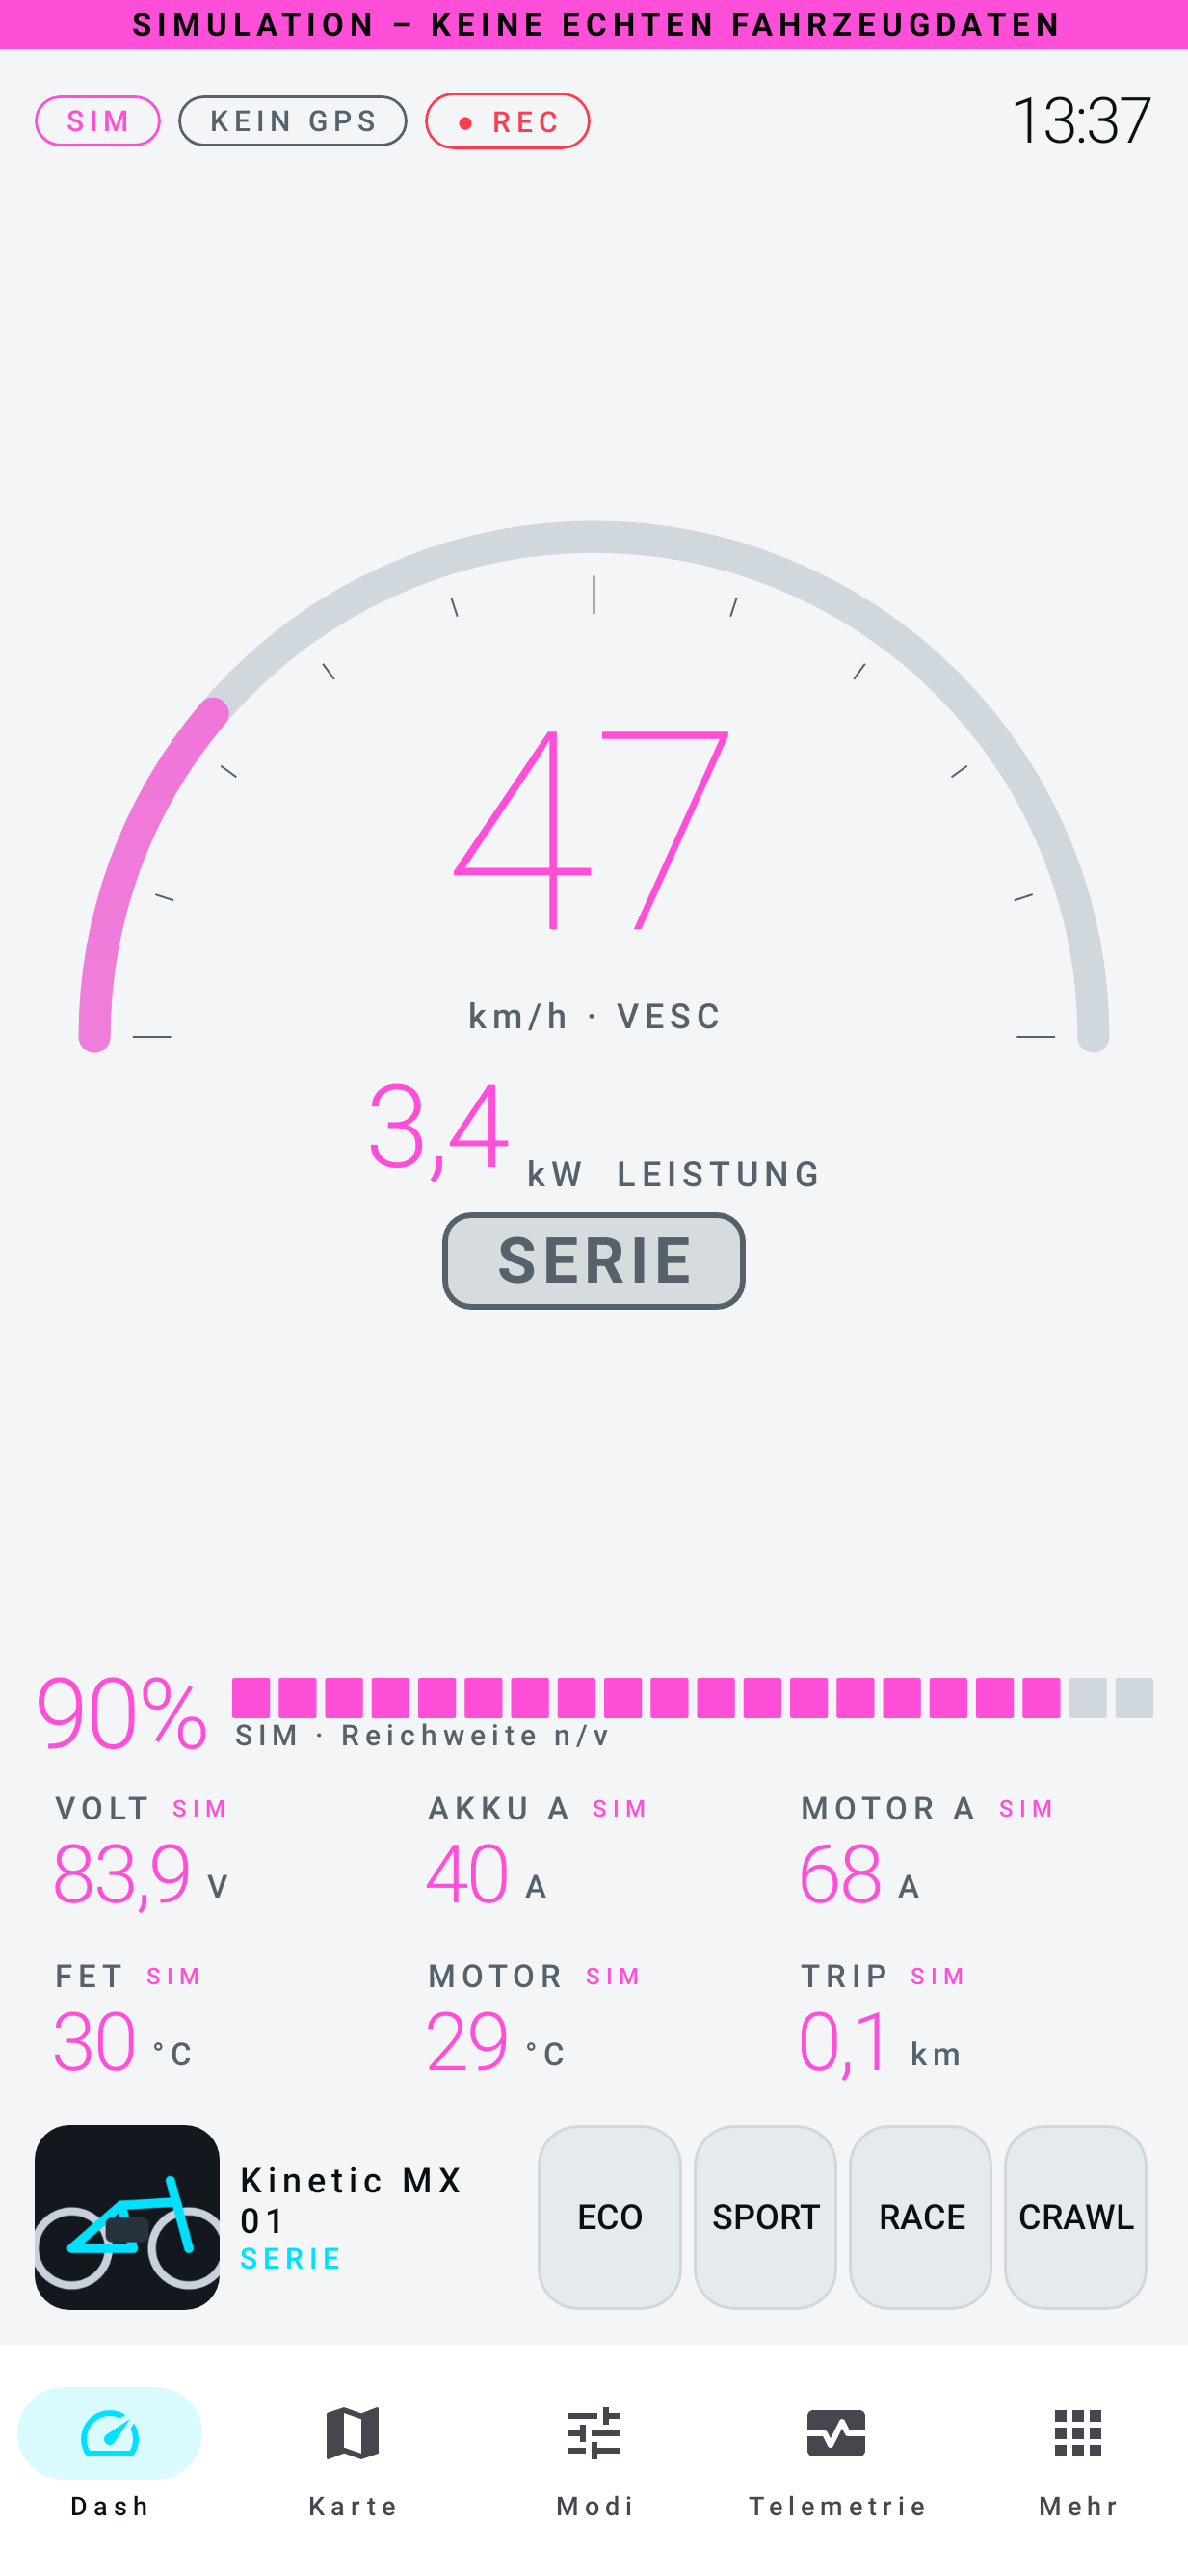 SIMULATION – KEINE ECHTEN FAHRZEUGDATEN
SIM KEIN GPS ● REC 13:37
47
km/h · VESC
3,4 kW LEISTUNG
SERIE
90%
SIM · Reichweite n/v
VOLT SIM AKKU A SIM MOTOR A SIM
83,9 V 40 A 68 A
FET SIM MOTOR SIM TRIP SIM
30 °C 29 °C 0,1 km
Kinetic MX
01
SERIE
ECO SPORT RACE CRAWL
Dash Karte Modi Telemetrie Mehr